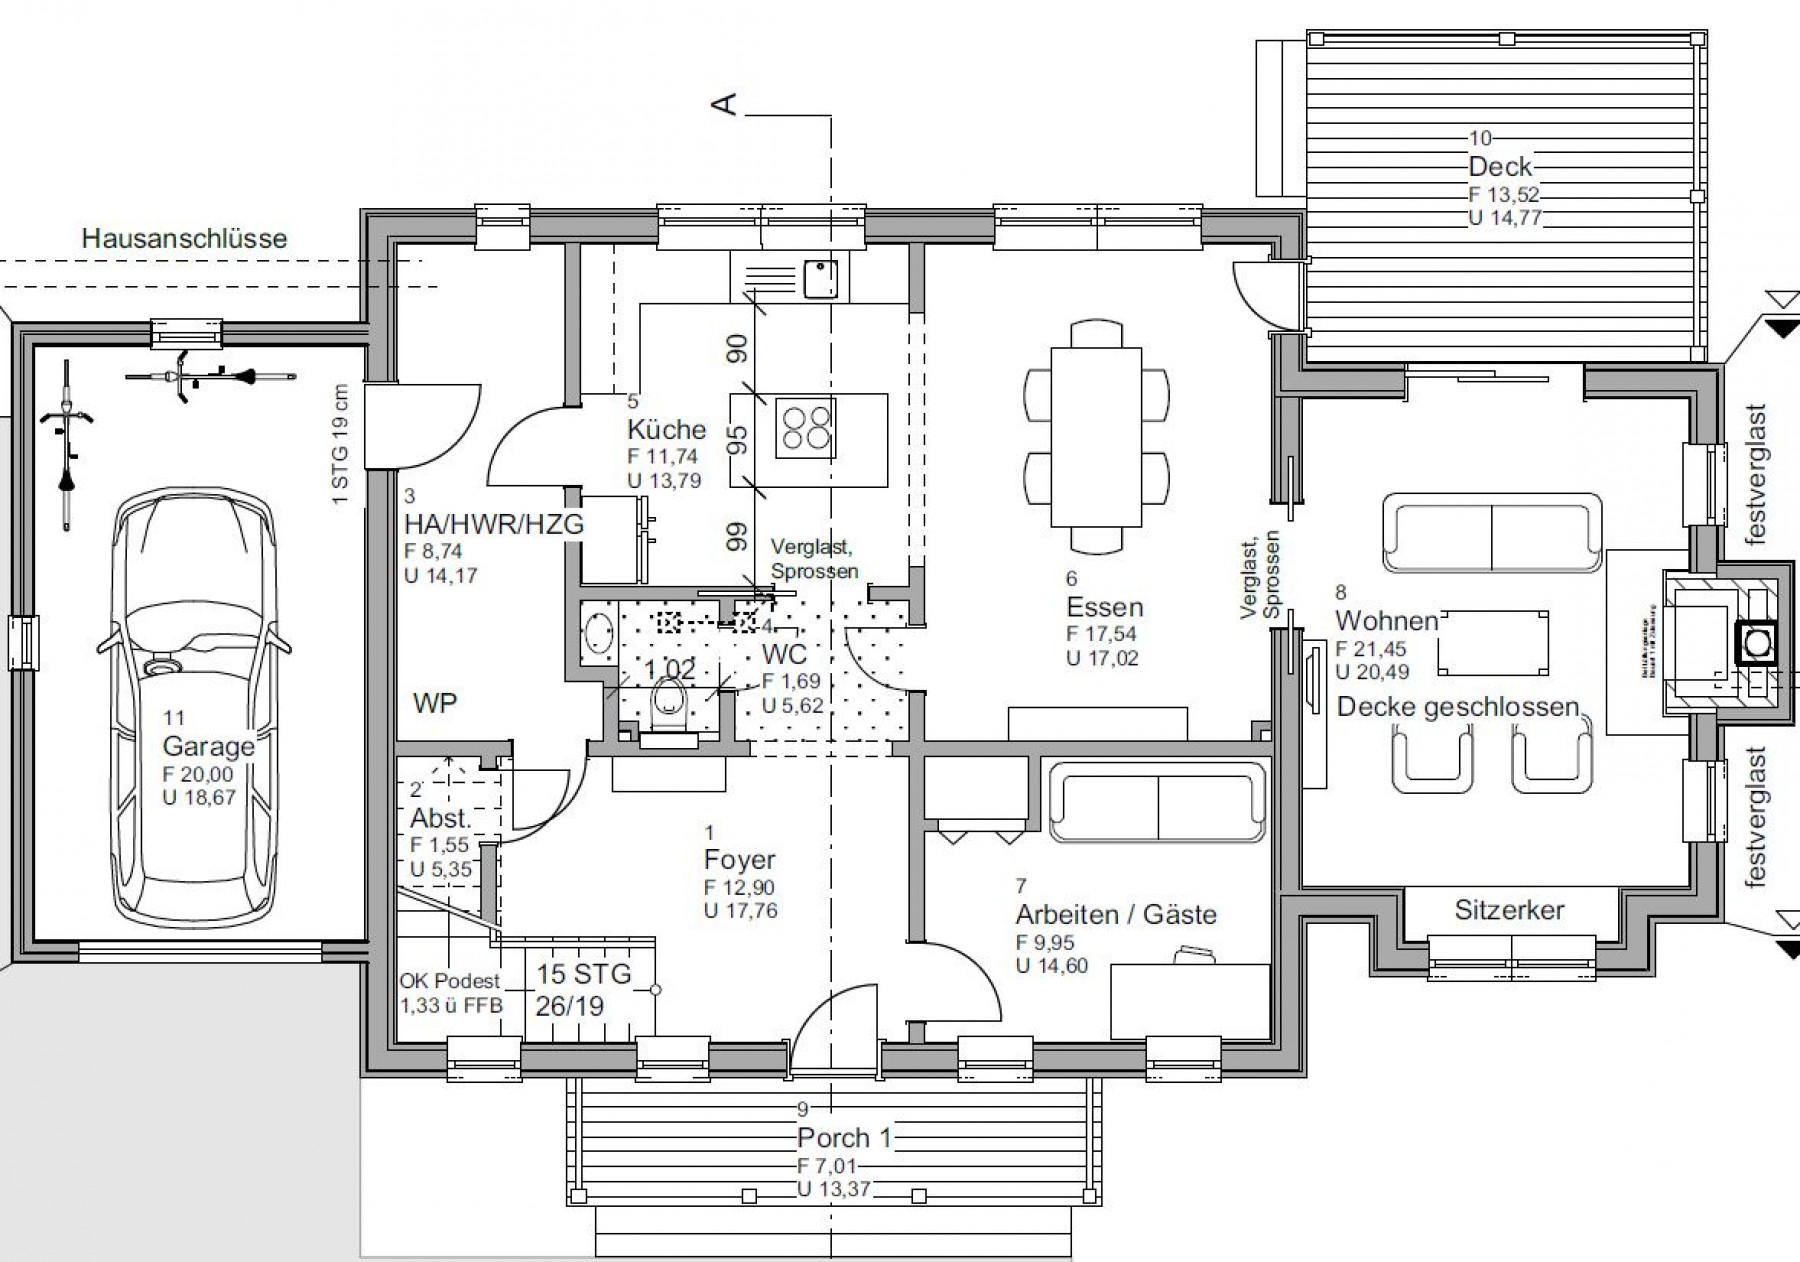 A
10
Deck
F 13,52
U 14,77
Hausanschlüsse
1 STG 19 cm
90
95
99
5
Küche
F 11,74
U 13,79
3
HA/HWR/HZG
F 8,74
U 14,17
Verglast,
Sprossen
6
Essen
F 17,54
U 17,02
Verglast,
Sprossen
8
Wohnen
F 21,45
U 20,49
Decke geschlossen
festverglast
festverglast
4
WC
F 1,69
U 5,62
1,02
WP
11
Garage
F 20,00
U 18,67
2
Abst.
F 1,55
U 5,35
1
Foyer
F 12,90
U 17,76
7
Arbeiten / Gäste
F 9,95
U 14,60
Sitzerker
OK Podest
1,33 ü FFB
15 STG
26/19
9
Porch 1
F 7,01
U 13,37